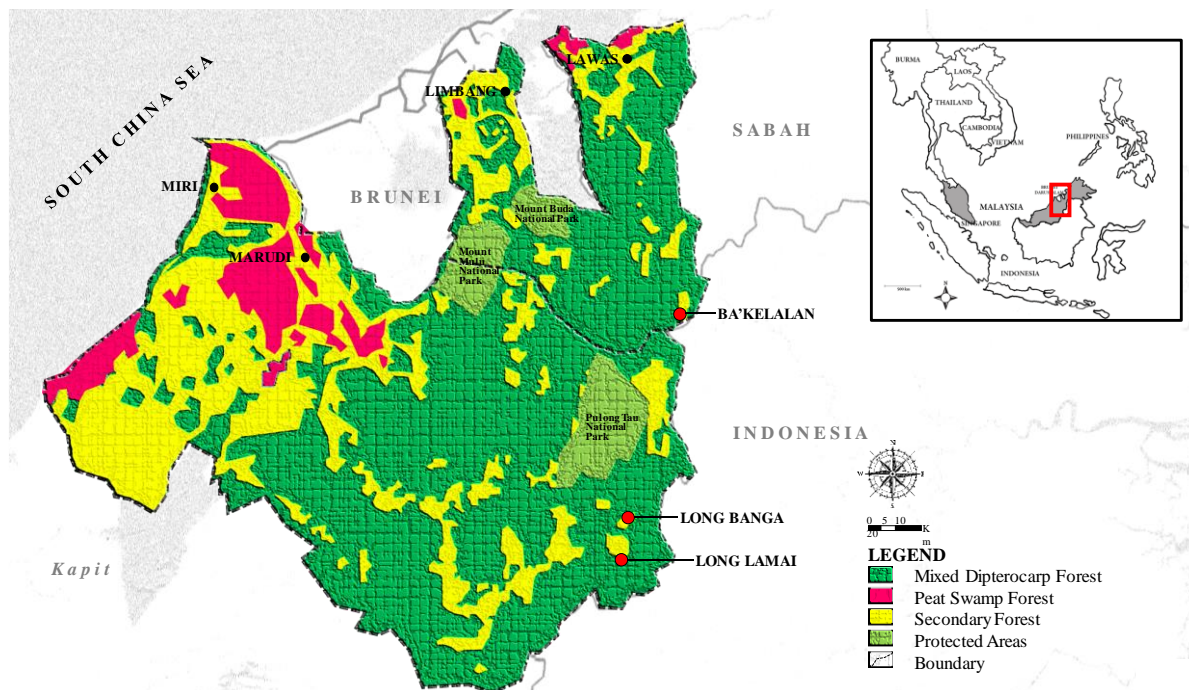 SOUTH CHINA SEA
LAWAS
LIMBANG
SABAH
MIRI
BRUNEI
Mount Buda
National Park
MARUDI
Mount
Mulu
National
Park
BA'KELALAN
Pulong Tau
National
Park
INDONESIA
LONG BANGA
LONG LAMAI
Kapit
BURMA
LAOS
THAILAND
CAMBODIA
VIETNAM
PHILIPPINES
MALAYSIA
INDONESIA
N
N
W
E
S
0 5 10 K
20 m
LEGEND
Mixed Dipterocarp Forest
Peat Swamp Forest
Secondary Forest
Protected Areas
Boundary